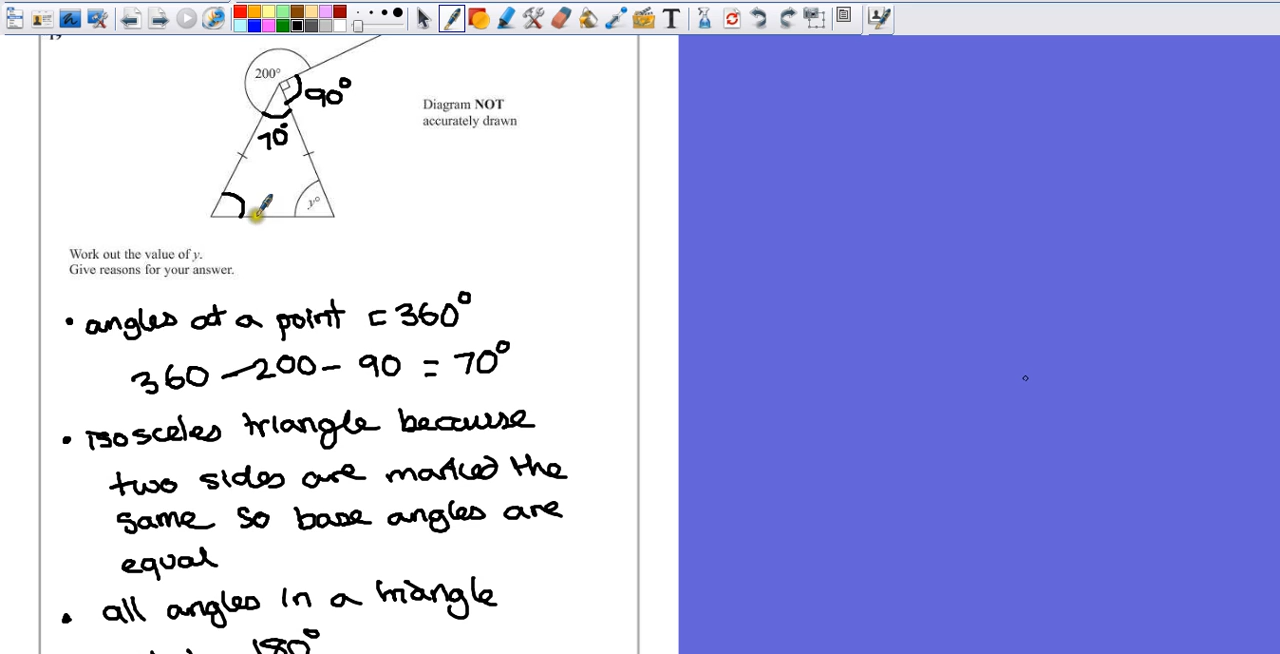 19
200°
90°
Diagram NOT
accurately drawn
70°
y°
Work out the value of y.
Give reasons for your answer.
• angles at a point = 360°
360 - 200 - 90 = 70°
• isosceles triangle because
two sides are marked the
same so base angles are
equal
• all angles in a triangle
180°